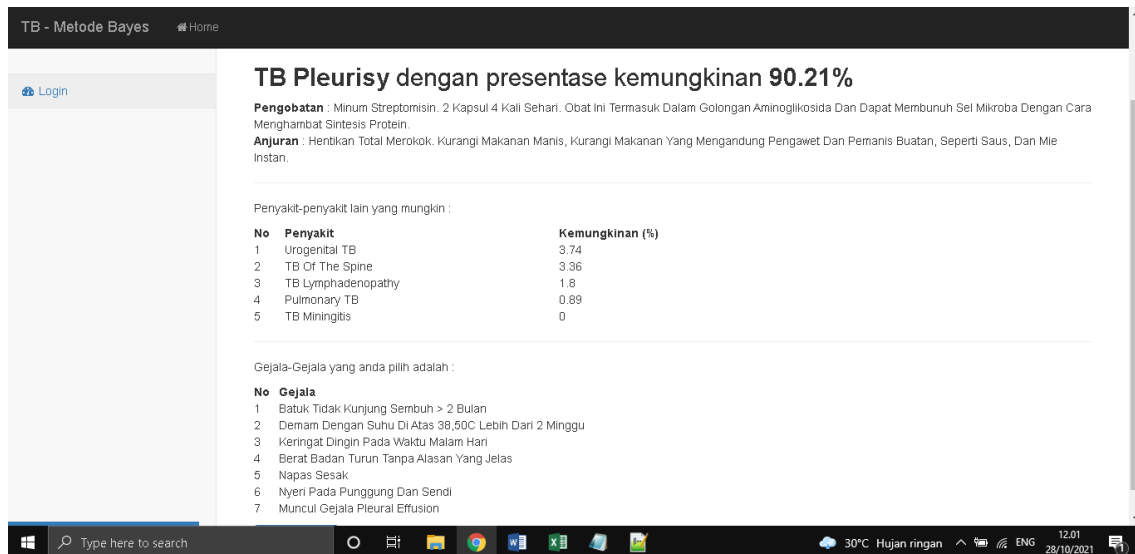 TB - Metode Bayes Home
Login
TB Pleurisy dengan presentase kemungkinan 90.21%
Pengobatan : Minum Streptomisin. 2 Kapsul 4 Kali Sehari. Obat Ini Termasuk Dalam Golongan Aminoglikosida Dan Dapat Membunuh Sel Mikroba Dengan Cara
Menghambat Sintesis Protein.
Anjuran : Hentikan Total Merokok. Kurangi Makanan Manis, Kurangi Makanan Yang Mengandung Pengawet Dan Pemanis Buatan, Seperti Saus, Dan Mie
Instan.
Penyakit-penyakit lain yang mungkin :
No Penyakit Kemungkinan (%)
1 Urogenital TB 3.74
2 TB Of The Spine 3.36
3 TB Lymphadenopathy 1.8
4 Pulmonary TB 0.89
5 TB Miningitis 0
Gejala-Gejala yang anda pilih adalah :
No Gejala
1 Batuk Tidak Kunjung Sembuh > 2 Bulan
2 Demam Dengan Suhu Di Atas 38,50C Lebih Dari 2 Minggu
3 Keringat Dingin Pada Waktu Malam Hari
4 Berat Badan Turun Tanpa Alasan Yang Jelas
5 Napas Sesak
6 Nyeri Pada Punggung Dan Sendi
7 Muncul Gejala Pleural Effusion
Type here to search
30°C Hujan ringan ENG
12.01
28/10/2021
1